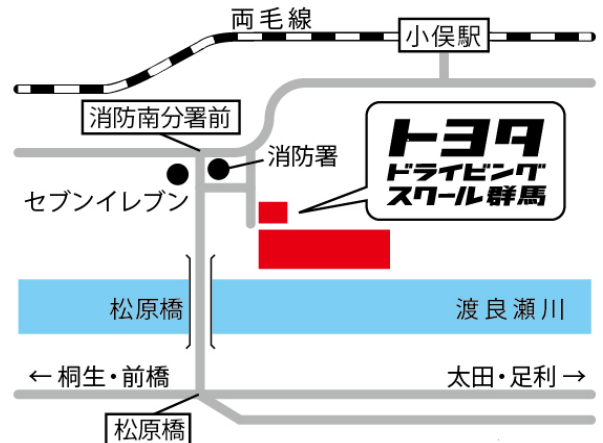 両毛線
小俣駅
消防南分署前
消防署
トヨタ
ドライビング
スクール群馬
セブンイレブン
松原橋
渡良瀬川
← 桐生・前橋
太田・足利 →
松原橋